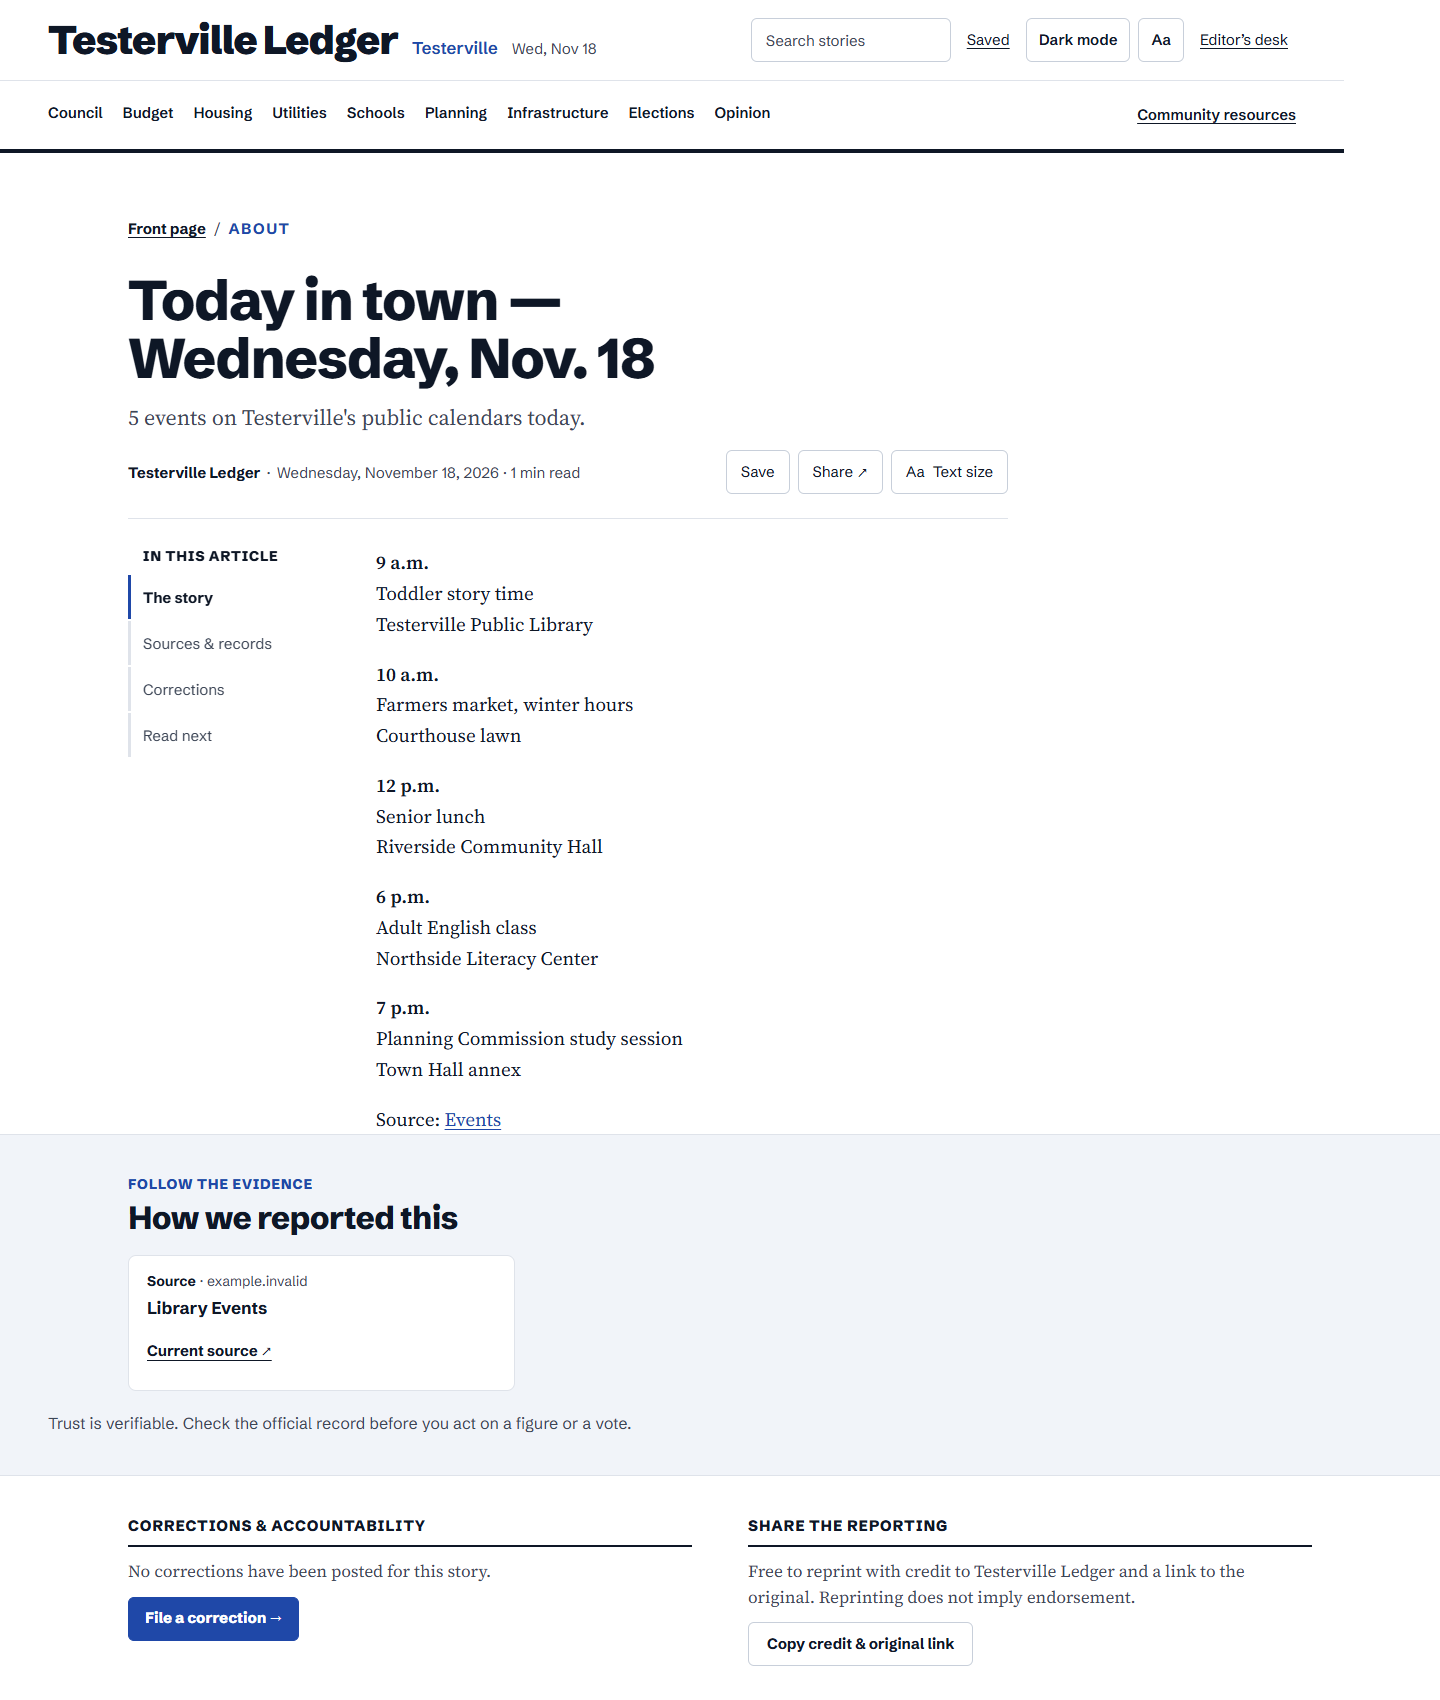 Testerville Ledger Testerville Wed, Nov 18
Search stories Saved Dark mode Aa Editor's desk
Council Budget Housing Utilities Schools Planning Infrastructure Elections Opinion Community resources
Front page / ABOUT
Today in town —
Wednesday, Nov. 18
5 events on Testerville's public calendars today.
Testerville Ledger · Wednesday, November 18, 2026 · 1 min read
Save Share ↗ Aa Text size
IN THIS ARTICLE
The story
Sources & records
Corrections
Read next
9 a.m.
Toddler story time
Testerville Public Library
10 a.m.
Farmers market, winter hours
Courthouse lawn
12 p.m.
Senior lunch
Riverside Community Hall
6 p.m.
Adult English class
Northside Literacy Center
7 p.m.
Planning Commission study session
Town Hall annex
Source: Events
FOLLOW THE EVIDENCE
How we reported this
Source · example.invalid
Library Events
Current source ↗
Trust is verifiable. Check the official record before you act on a figure or a vote.
CORRECTIONS & ACCOUNTABILITY
No corrections have been posted for this story.
File a correction →
SHARE THE REPORTING
Free to reprint with credit to Testerville Ledger and a link to the
original. Reprinting does not imply endorsement.
Copy credit & original link